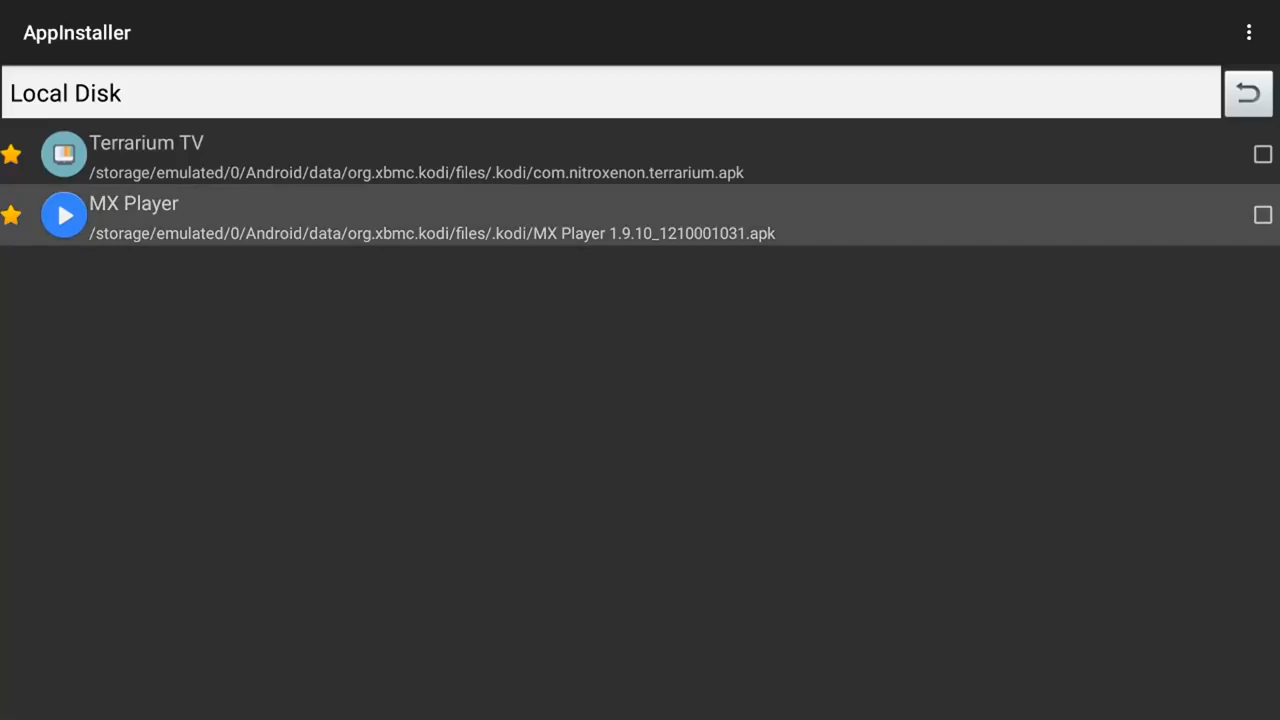 AppInstaller
Local Disk
Terrarium TV
/storage/emulated/0/Android/data/org.xbmc.kodi/files/.kodi/com.nitroxenon.terrarium.apk
MX Player
/storage/emulated/0/Android/data/org.xbmc.kodi/files/.kodi/MX Player 1.9.10_1210001031.apk